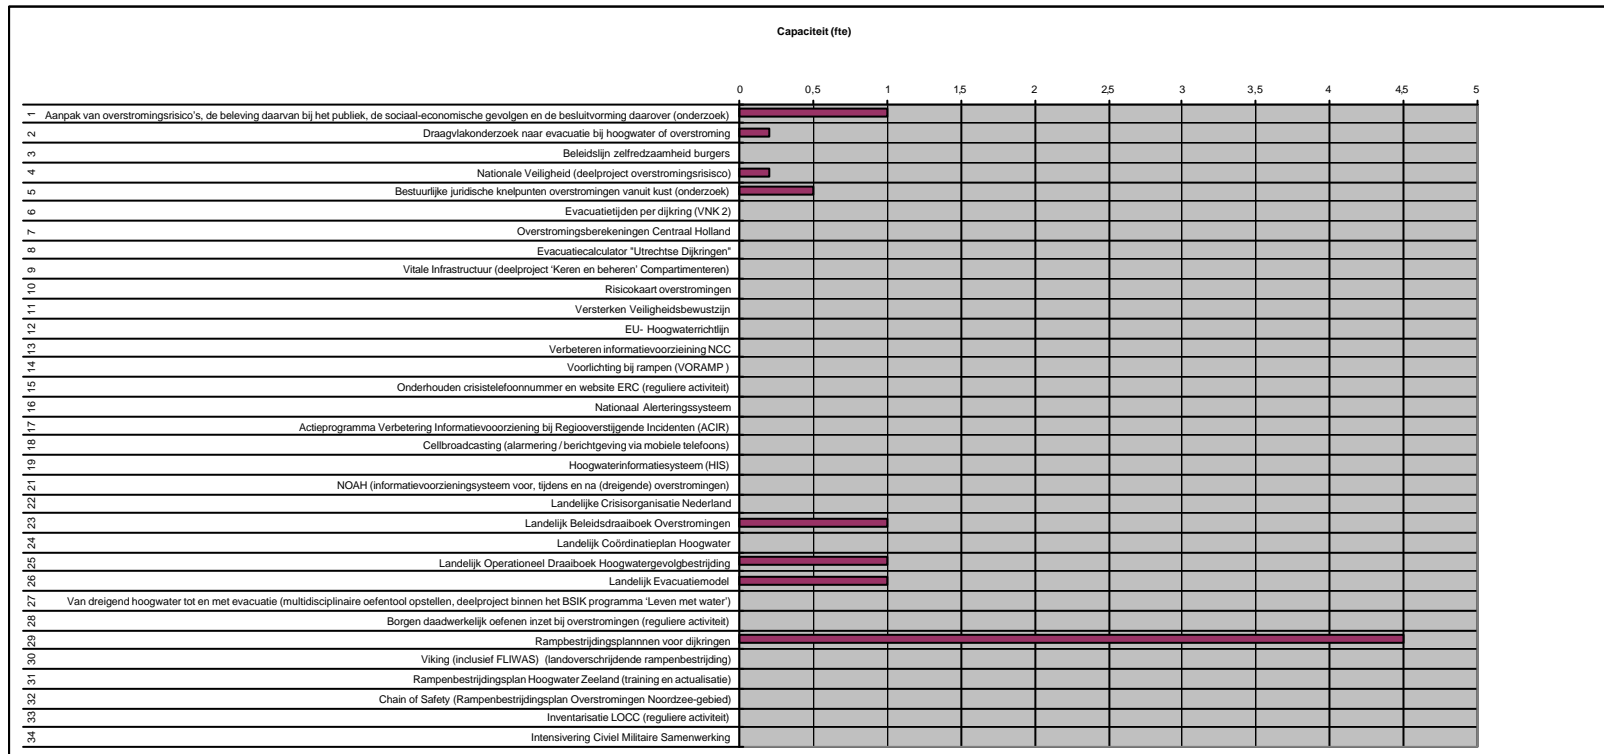 Capaciteit (fte)
0 0,5 1 1,5 2 2,5 3 3,5 4 4,5 5
1 Aanpak van overstromingsrisico's, de beleving daarvan bij het publiek, de sociaal-economische gevolgen en de besluitvorming daarover (onderzoek)
2 Draagvlakonderzoek naar evacuatie bij hoogwater of overstroming
3 Beleidslijn zelfredzaamheid burgers
4 Nationale Veiligheid (deelproject overstromingsrisisco)
5 Bestuurlijke juridische knelpunten overstromingen vanuit kust (onderzoek)
6 Evacuatietijden per dijkring (VNK 2)
7 Overstromingsberekeningen Centraal Holland
8 Evacuatiecalculator "Utrechtse Dijkringen"
9 Vitale Infrastructuur (deelproject 'Keren en beheren' Compartimenteren)
10 Risicokaart overstromingen
11 Versterken Veiligheidsbewustzijn
12 EU- Hoogwaterrichtlijn
13 Verbeteren informatievoorzieining NCC
14 Voorlichting bij rampen (VORAMP )
15 Onderhouden crisistelefoonnummer en website ERC (reguliere activiteit)
16 Nationaal Alerteringssysteem
17 Actieprogramma Verbetering Informatievooorziening bij Regiooverstijgende Incidenten (ACIR)
18 Cellbroadcasting (alarmering / berichtgeving via mobiele telefoons)
19 Hoogwaterinformatiesysteem (HIS)
21 NOAH (informatievoorzieningsysteem voor, tijdens en na (dreigende) overstromingen)
22 Landelijke Crisisorganisatie Nederland
23 Landelijk Beleidsdraaiboek Overstromingen
24 Landelijk Coördinatieplan Hoogwater
25 Landelijk Operationeel Draaiboek Hoogwatergevolgbestrijding
26 Landelijk Evacuatiemodel
27 Van dreigend hoogwater tot en met evacuatie (multidisciplinaire oefentool opstellen, deelproject binnen het BSIK programma 'Leven met water')
28 Borgen daadwerkelijk oefenen inzet bij overstromingen (reguliere activiteit)
29 Rampbestrijdingsplannnen voor dijkringen
30 Viking (inclusief FLIWAS) (landoverschrijdende rampenbestrijding)
31 Rampenbestrijdingsplan Hoogwater Zeeland (training en actualisatie)
32 Chain of Safety (Rampenbestrijdingsplan Overstromingen Noordzee-gebied)
33 Inventarisatie LOCC (reguliere activiteit)
34 Intensivering Civiel Militaire Samenwerking